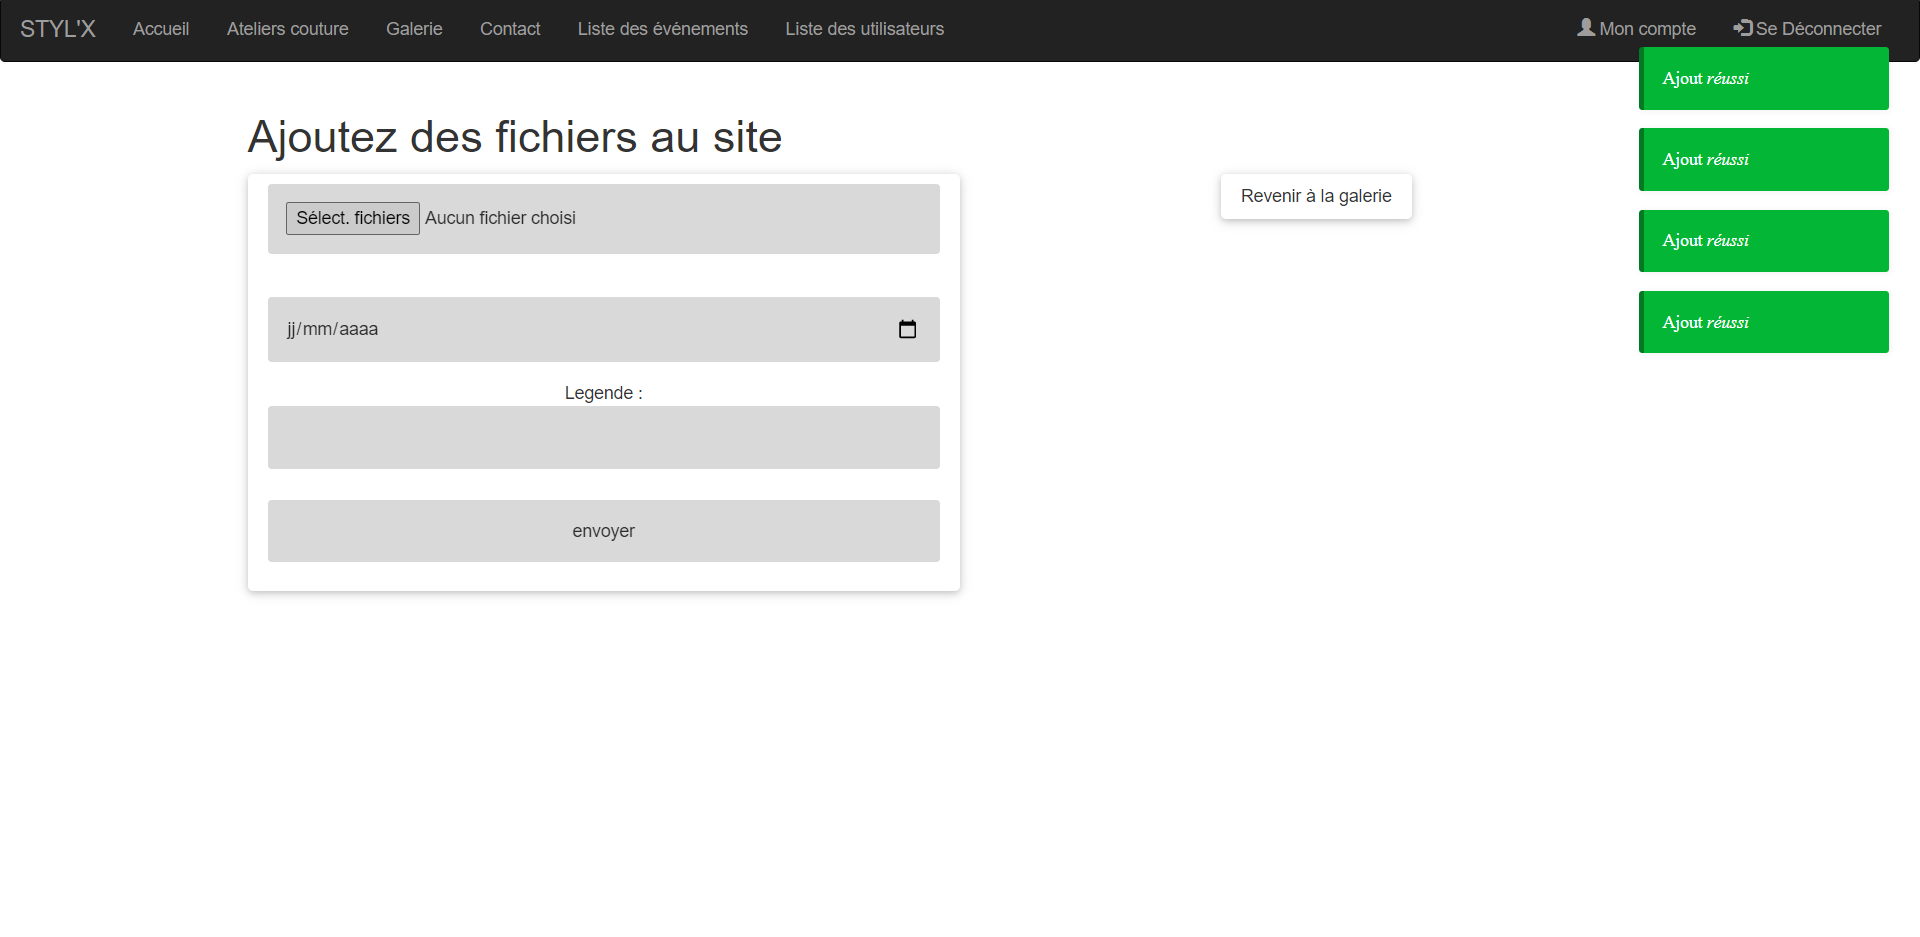 STYL'X Accueil Ateliers couture Galerie Contact Liste des événements Liste des utilisateurs Mon compte Se Déconnecter
Ajoutez des fichiers au site
Sélect. fichiers Aucun fichier choisi
jj/mm/aaaa
Legende :
envoyer
Revenir à la galerie
Ajout réussi
Ajout réussi
Ajout réussi
Ajout réussi